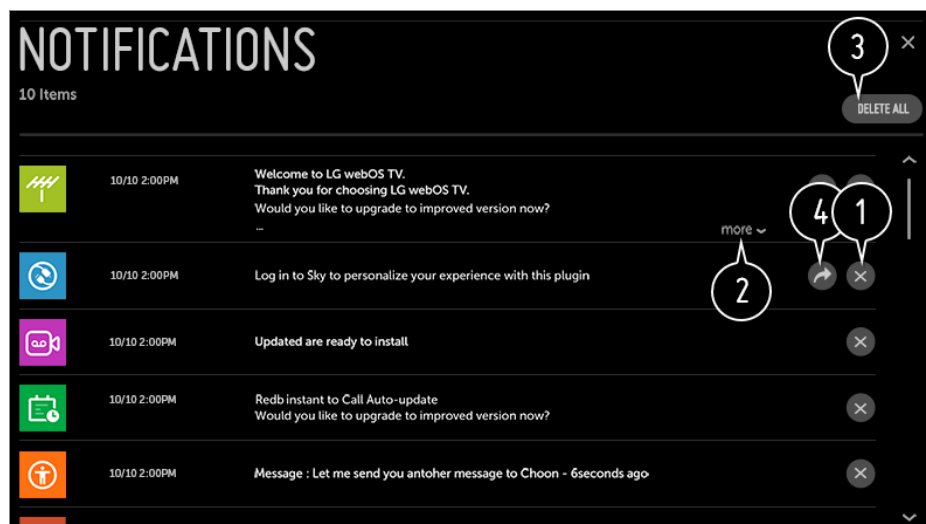 NOTIFICATIONS
10 Items
3
DELETE ALL
10/10 2:00PM
Welcome to LG webOS TV.
Thank you for choosing LG webOS TV.
Would you like to upgrade to improved version now?
...
more
4
1
2
10/10 2:00PM
Log in to Sky to personalize your experience with this plugin
10/10 2:00PM
Updated are ready to install
10/10 2:00PM
Redb instant to Call Auto-update
Would you like to upgrade to improved version now?
10/10 2:00PM
Message : Let me send you antoher message to Choon - 6seconds ago